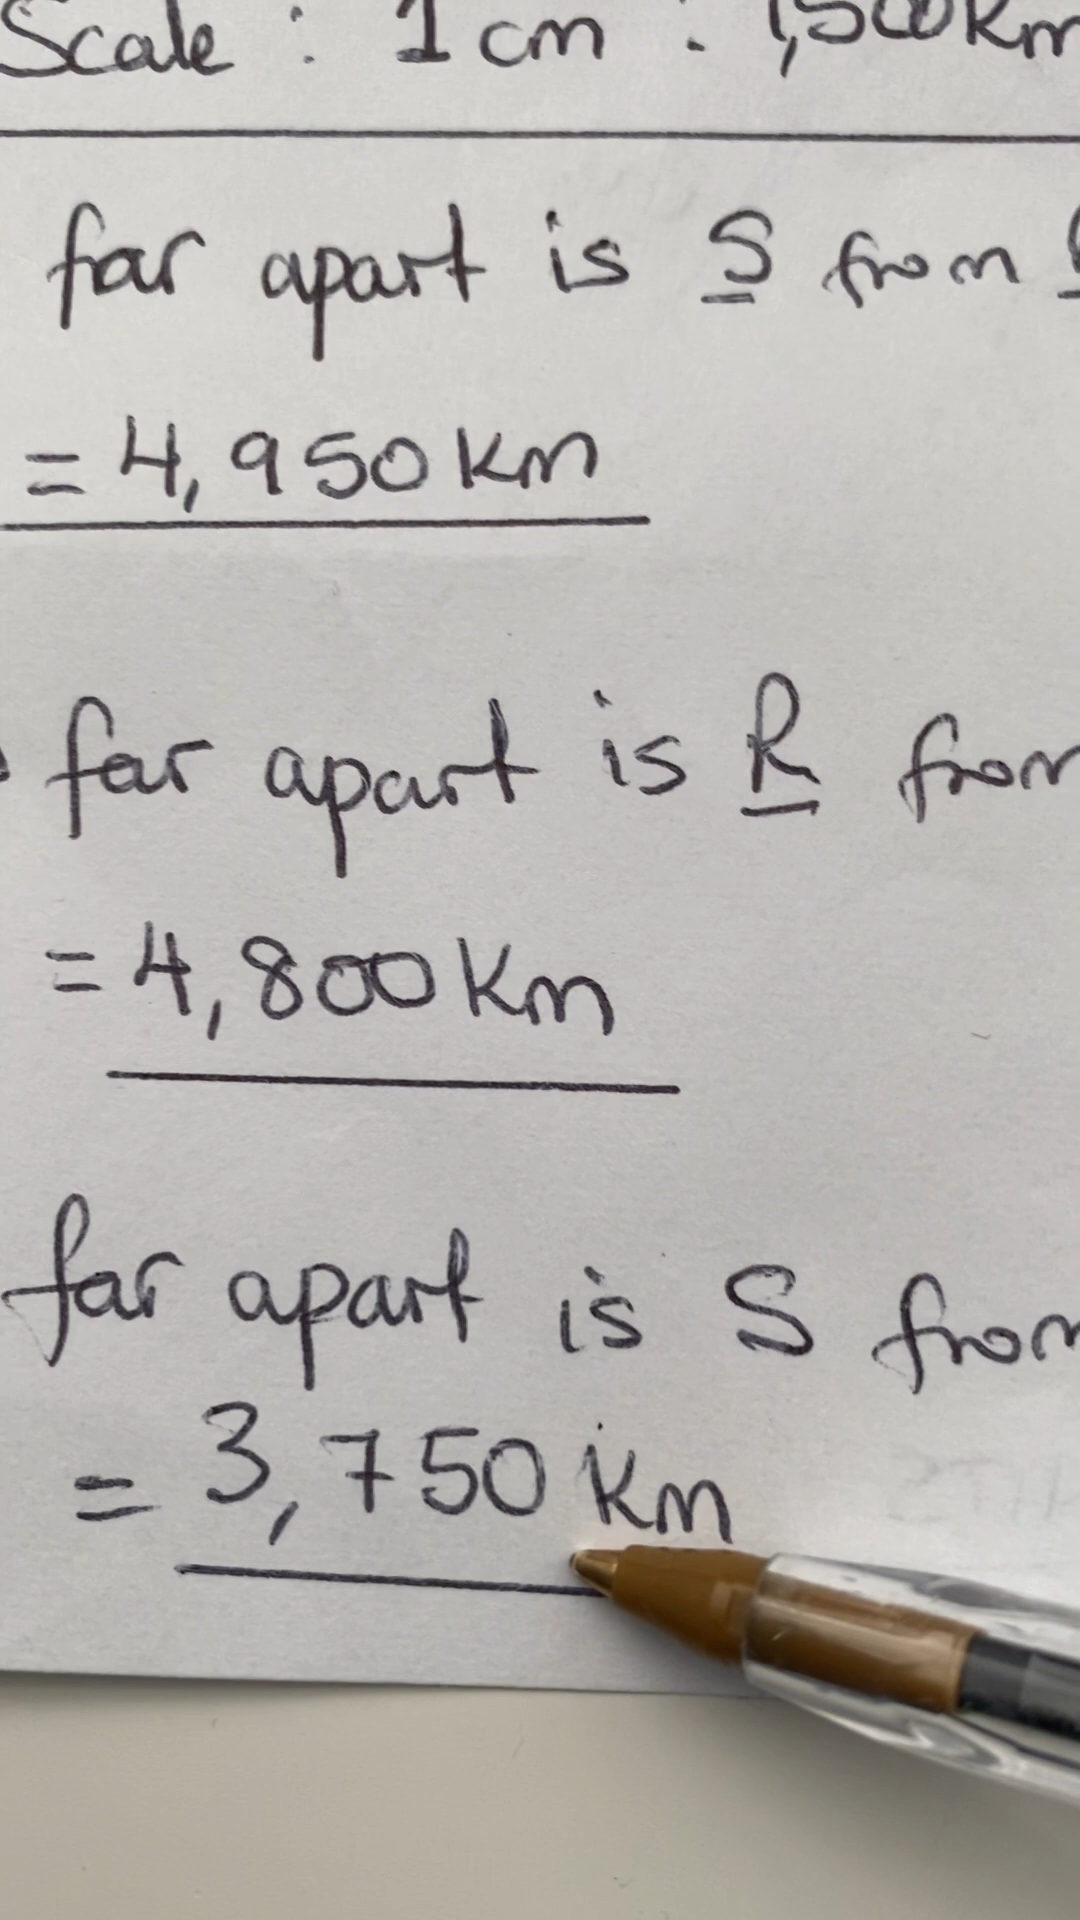 Scale : 1 cm : 1,500 km
far apart is S from
= 4,950 km
far apart is R from
= 4,800 km
far apart is S from
= 3,750 km